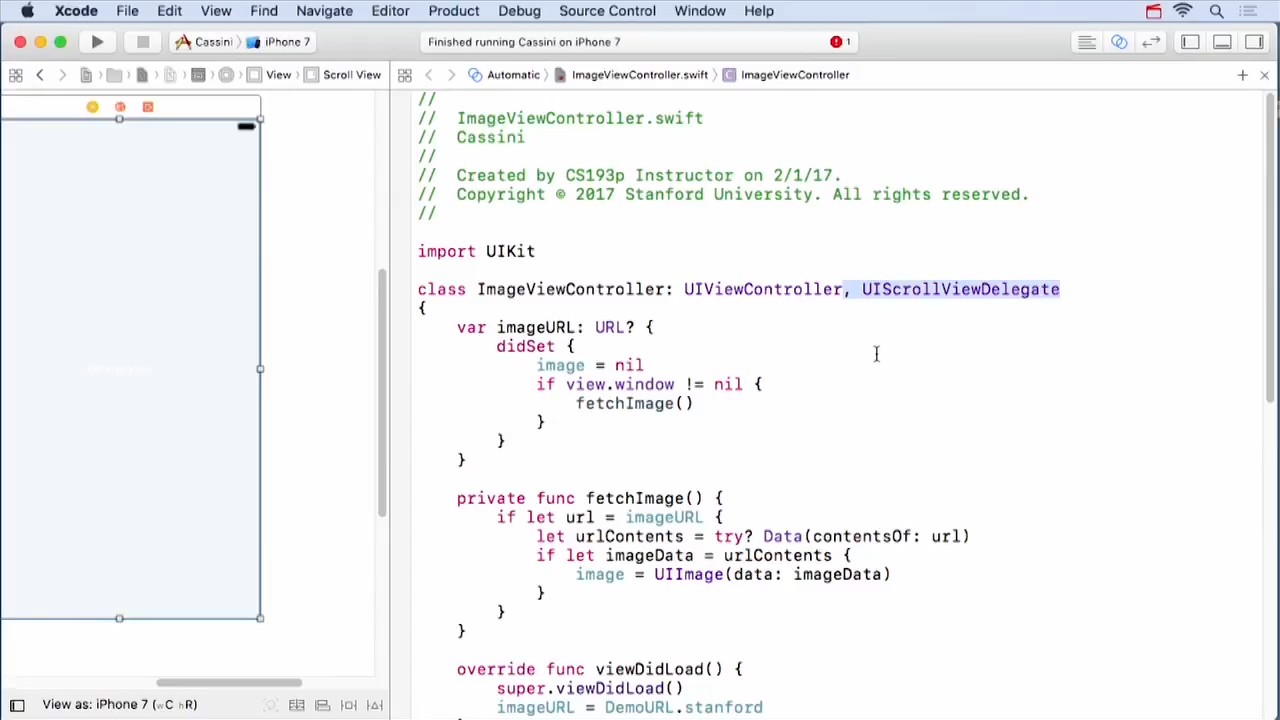 Xcode File Edit View Find Navigate Editor Product Debug Source Control Window Help
Cassini iPhone 7 Finished running Cassini on iPhone 7 1
View Scroll View Automatic ImageViewController.swift ImageViewController
//
// ImageViewController.swift
// Cassini
//
// Created by CS193p Instructor on 2/1/17.
// Copyright © 2017 Stanford University. All rights reserved.
//
import UIKit
class ImageViewController: UIViewController, UIScrollViewDelegate
{
var imageURL: URL? {
didSet {
image = nil
if view.window != nil {
fetchImage()
}
}
}
private func fetchImage() {
if let url = imageURL {
let urlContents = try? Data(contentsOf: url)
if let imageData = urlContents {
image = UIImage(data: imageData)
}
}
}
override func viewDidLoad() {
super.viewDidLoad()
imageURL = DemoURL.stanford
View as: iPhone 7 (wC hR)